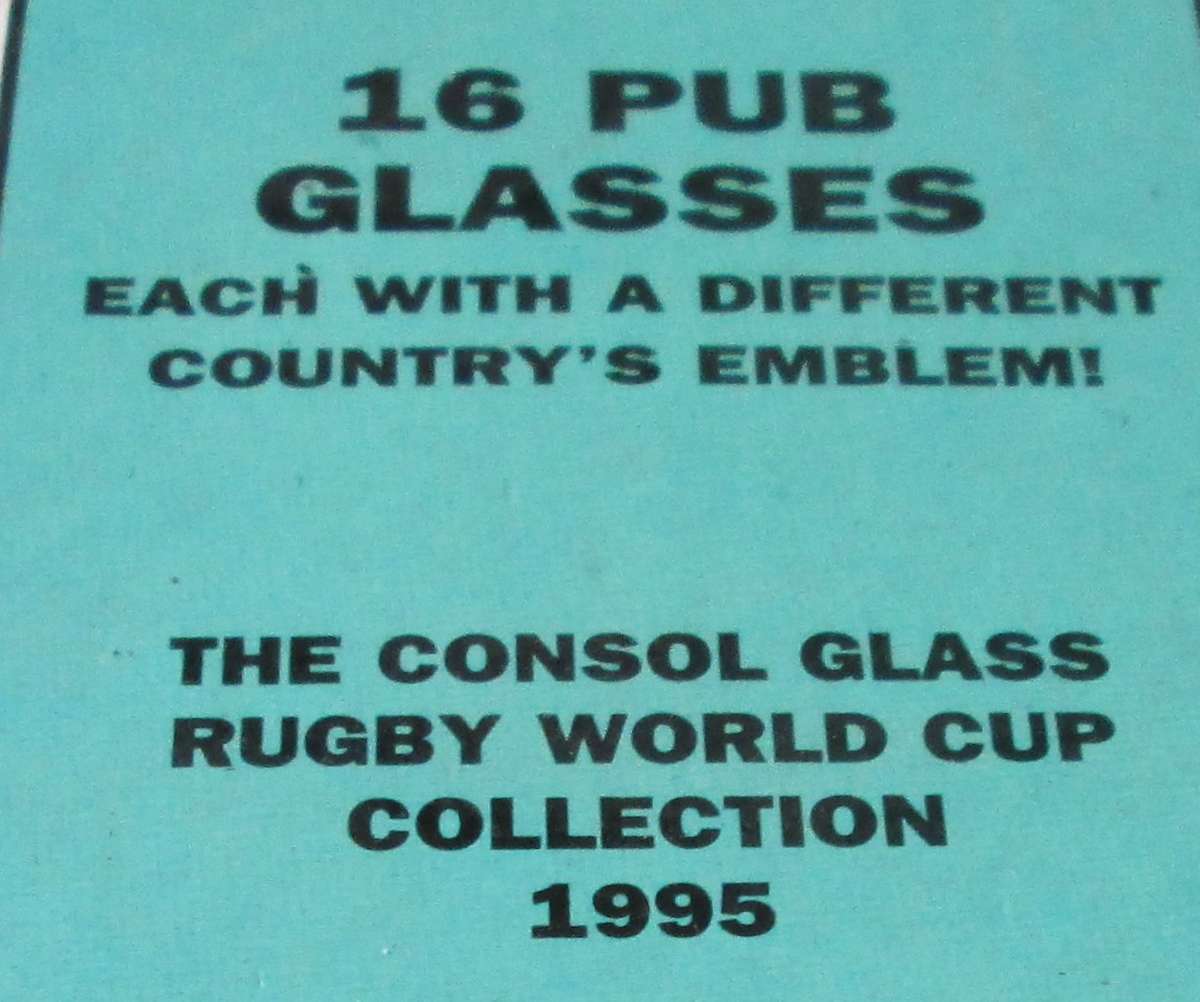 16 PUB
GLASSES
EACH WITH A DIFFERENT
COUNTRY'S EMBLEM!
THE CONSOL GLASS
RUGBY WORLD CUP
COLLECTION
1995